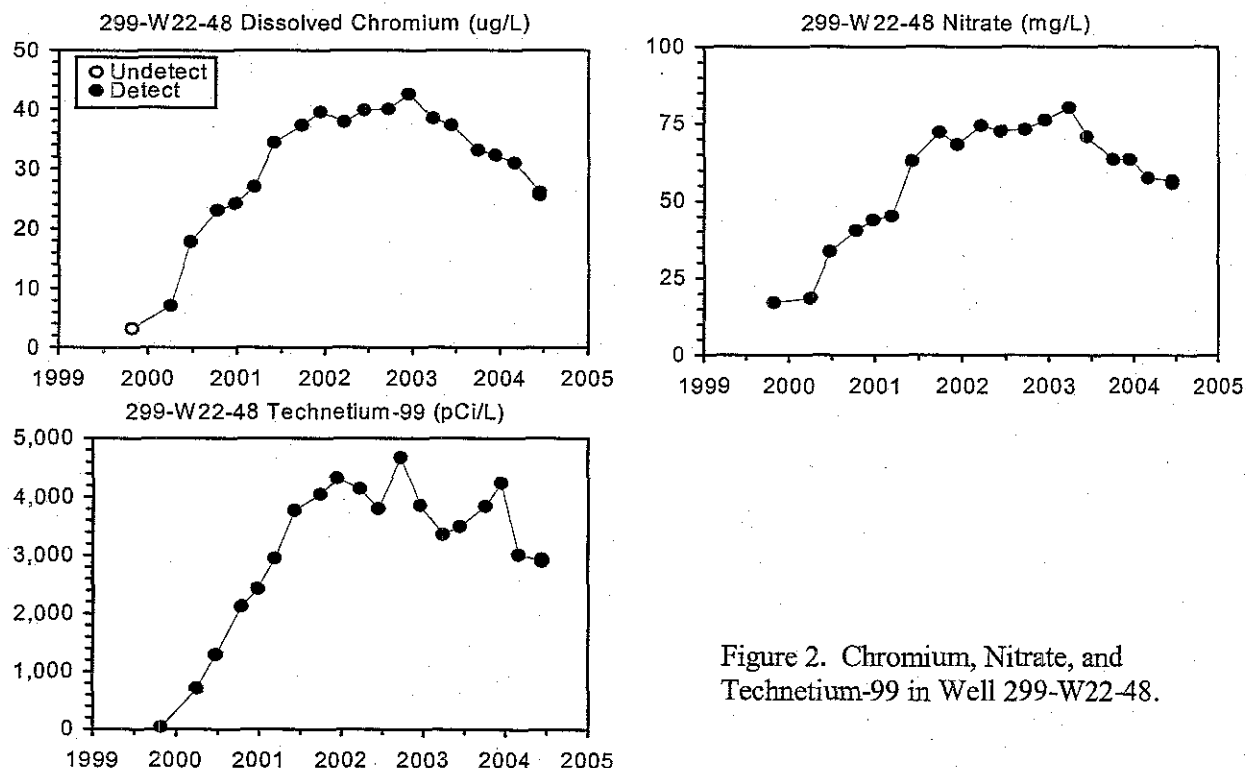 299-W22-48 Dissolved Chromium (ug/L)
50
40
30
20
10
0
Undetect
Detect
1999 2000 2001 2002 2003 2004 2005
299-W22-48 Nitrate (mg/L)
100
75
50
25
0
1999 2000 2001 2002 2003 2004 2005
299-W22-48 Technetium-99 (pCi/L)
5,000
4,000
3,000
2,000
1,000
0
1999 2000 2001 2002 2003 2004 2005
Figure 2. Chromium, Nitrate, and
Technetium-99 in Well 299-W22-48.